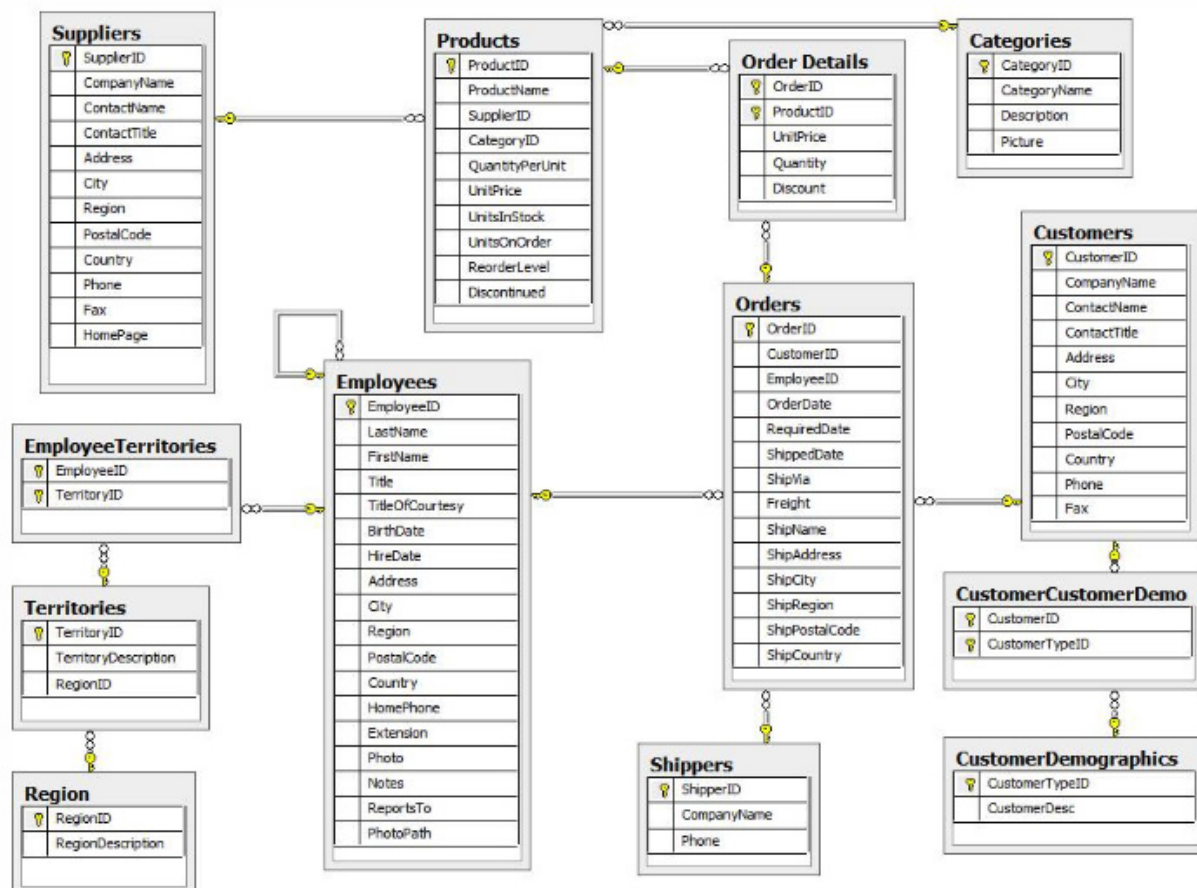 Suppliers
SupplierID
CompanyName
ContactName
ContactTitle
Address
City
Region
PostalCode
Country
Phone
Fax
HomePage
Products
ProductID
ProductName
SupplierID
CategoryID
QuantityPerUnit
UnitPrice
UnitsInStock
UnitsOnOrder
ReorderLevel
Discontinued
Order Details
OrderID
ProductID
UnitPrice
Quantity
Discount
Categories
CategoryID
CategoryName
Description
Picture
Customers
CustomerID
CompanyName
ContactName
ContactTitle
Address
City
Region
PostalCode
Country
Phone
Fax
Orders
OrderID
CustomerID
EmployeeID
OrderDate
RequiredDate
ShippedDate
ShipVia
Freight
ShipName
ShipAddress
ShipCity
ShipRegion
ShipPostalCode
ShipCountry
Employees
EmployeeID
LastName
FirstName
Title
TitleOfCourtesy
BirthDate
HireDate
Address
City
Region
PostalCode
Country
HomePhone
Extension
Photo
Notes
ReportsTo
PhotoPath
EmployeeTerritories
EmployeeID
TerritoryID
Territories
TerritoryID
TerritoryDescription
RegionID
Region
RegionID
RegionDescription
Shippers
ShipperID
CompanyName
Phone
CustomerCustomerDemo
CustomerID
CustomerTypeID
CustomerDemographics
CustomerTypeID
CustomerDesc